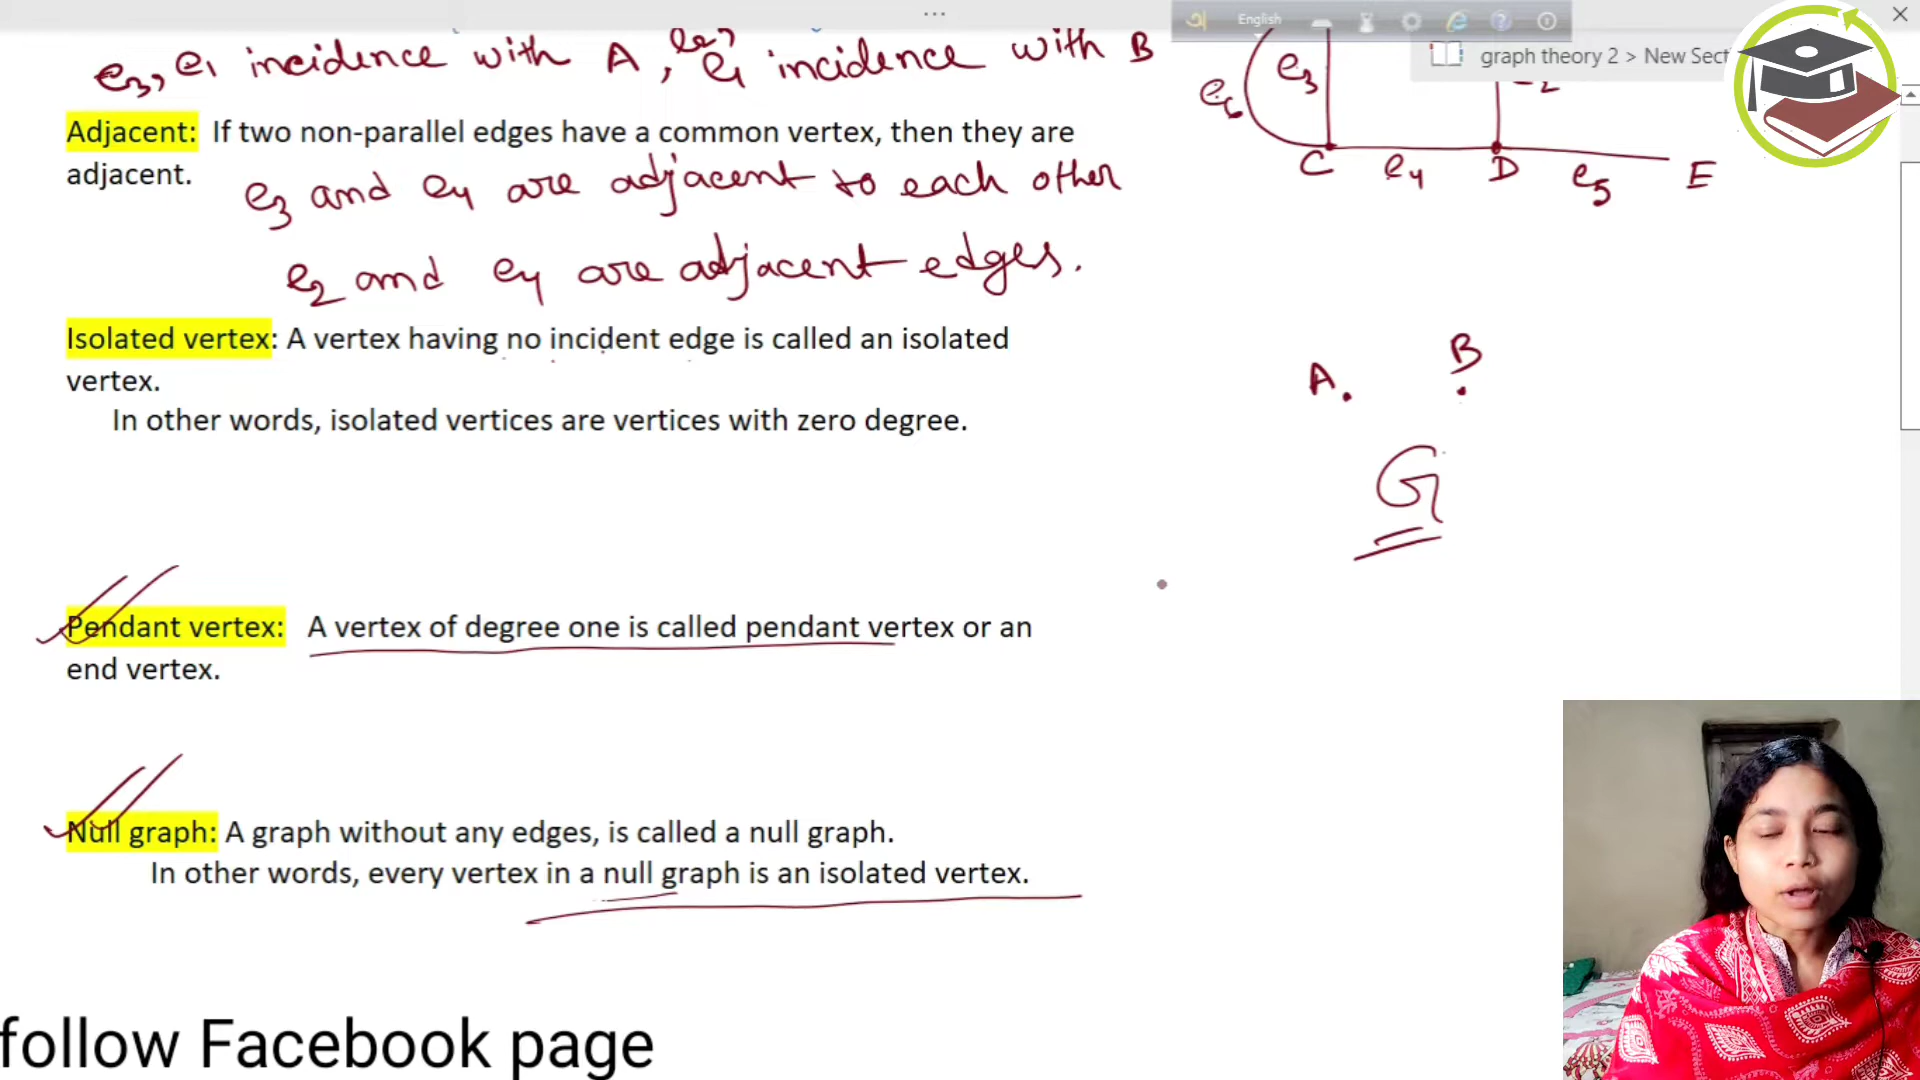 English
e3, e1 incidence with A, e2, e1 incidence with B
graph theory 2 > New Secti
e3
e6
e2
Adjacent: If two non-parallel edges have a common vertex, then they are
adjacent.
C e4 D e5 E
e3 and e4 are adjacent to each other
e2 and e4 are adjacent edges.
Isolated vertex: A vertex having no incident edge is called an isolated
vertex.
A. B
In other words, isolated vertices are vertices with zero degree.
G
Pendant vertex: A vertex of degree one is called pendant vertex or an
end vertex.
Null graph: A graph without any edges, is called a null graph.
In other words, every vertex in a null graph is an isolated vertex.
follow Facebook page